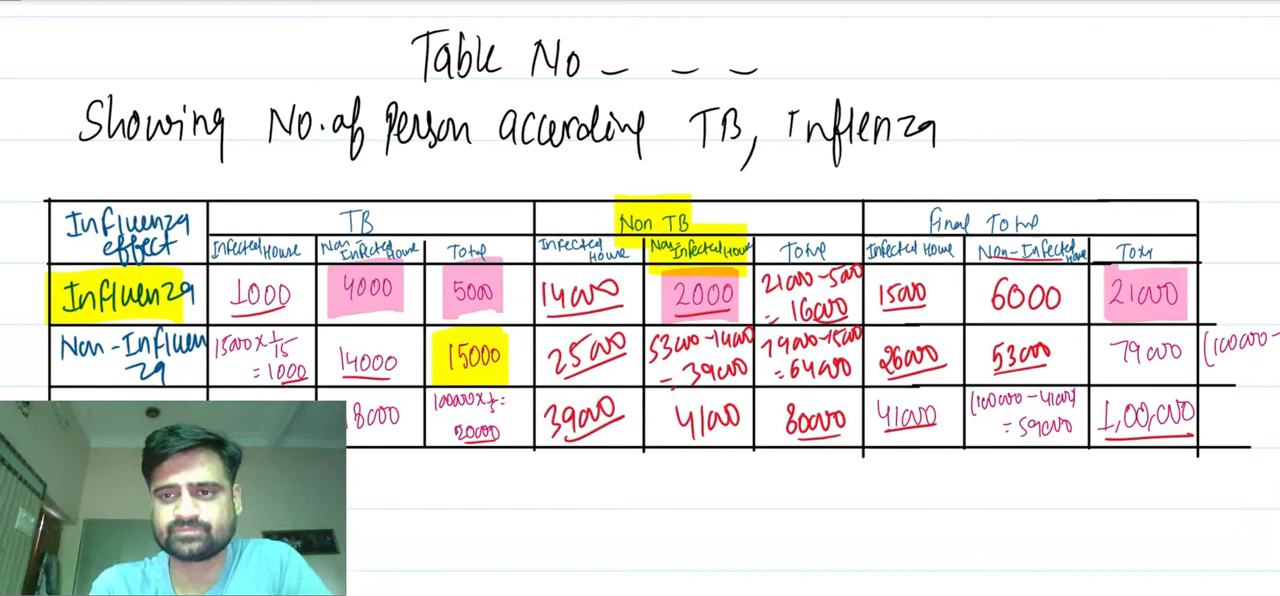 Table No _ _ _
Showing No. of Person according TB, Inflenza
Influenza effect TB Non TB Final Total
Infected House Non Infected House Total Infected House Non Infected House Total Infected House Non-Infected House Total
Influenza 1000 4000 5000 14000 2000 21000-5000 = 16000 15000 6000 21000
Non-Influenza 15000 x 1/15 = 1000 14000 15000 25000 53000-14000 = 39000 79000-15000 = 64000 26000 53000 79000 (100000-
18000 100000 x 1/5 = 20000 39000 41000 80000 41000 (100000-41000) = 59000 1,00,000